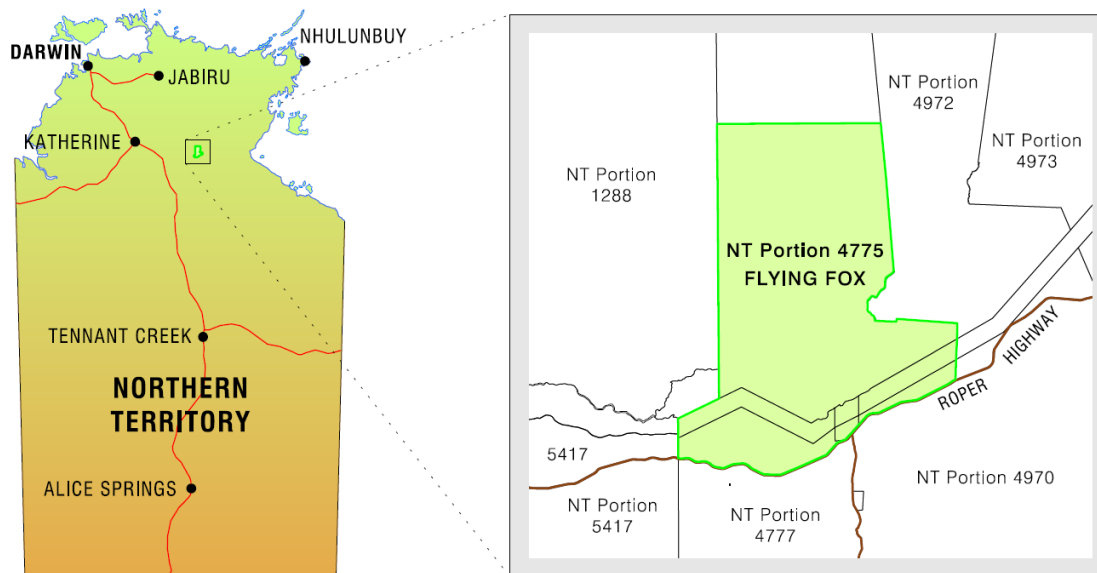 NHULUNBUY
DARWIN
JABIRU
KATHERINE
TENNANT CREEK
NORTHERN
TERRITORY
ALICE SPRINGS
NT Portion
4972
NT Portion
4973
NT Portion
1288
NT Portion 4775
FLYING FOX
ROPER
HIGHWAY
5417
NT Portion
5417
NT Portion
4777
NT Portion 4970